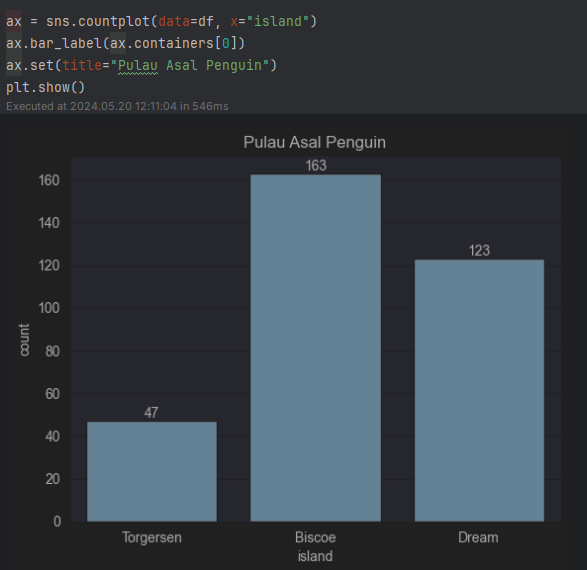 ax = sns.countplot(data=df, x="island")
ax.bar_label(ax.containers[0])
ax.set(title="Pulau Asal Penguin")
plt.show()
Executed at 2024.05.20 12:11:04 in 546ms
Pulau Asal Penguin
163
160
140
123
120
100
count
80
60
47
40
20
0
Torgersen Biscoe Dream
island